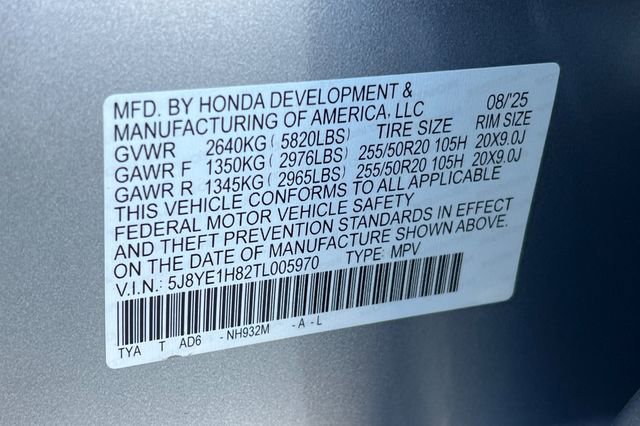 MFD. BY HONDA DEVELOPMENT &
MANUFACTURING OF AMERICA, LLC 08/'25
GVWR 2640KG (5820LBS) TIRE SIZE RIM SIZE
GAWR F 1350KG (2976LBS) 255/50R20 105H 20X9.0J
GAWR R 1345KG (2965LBS) 255/50R20 105H 20X9.0J
THIS VEHICLE CONFORMS TO ALL APPLICABLE
FEDERAL MOTOR VEHICLE SAFETY
AND THEFT PREVENTION STANDARDS IN EFFECT
ON THE DATE OF MANUFACTURE SHOWN ABOVE.
V.I.N.: 5J8YE1H82TL005970 TYPE: MPV
TYA T AD6 -NH932M -A-L